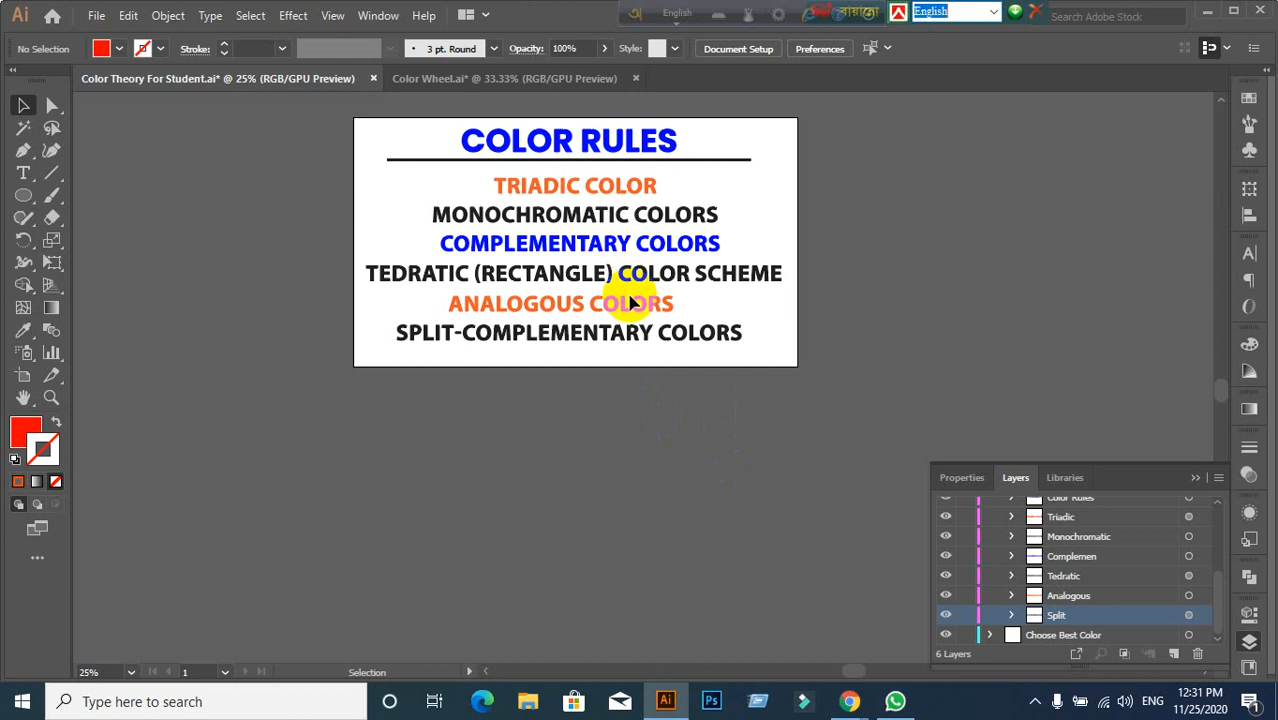 Ai
File Edit Object Type Select Effect View Window Help
English
English
Search Adobe Stock
No Selection
Stroke:
3 pt. Round
Opacity: 100%
Style:
Document Setup
Preferences
Color Theory For Student.ai* @ 25% (RGB/GPU Preview)
Color Wheel.ai* @ 33.33% (RGB/GPU Preview)
COLOR RULES
TRIADIC COLOR
MONOCHROMATIC COLORS
COMPLEMENTARY COLORS
TEDRATIC (RECTANGLE) COLOR SCHEME
ANALOGOUS COLORS
SPLIT-COMPLEMENTARY COLORS
Properties Layers Libraries
Color Rules
Triadic
Monochromatic
Complemen
Tedratic
Analogous
Split
Choose Best Color
6 Layers
25%
1
Selection
Type here to search
Ai
Ps
ENG
12:31 PM
11/25/2020